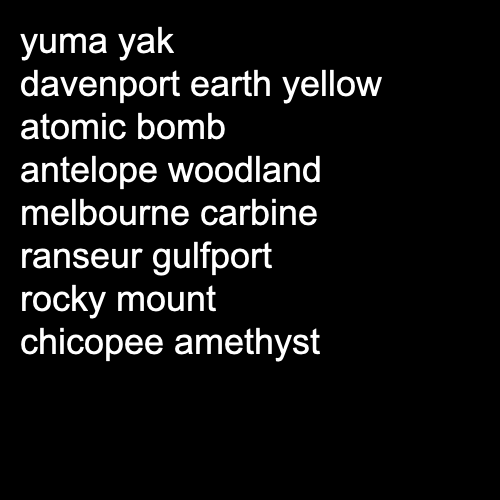 yuma yak
davenport earth yellow
atomic bomb
antelope woodland
melbourne carbine
ranseur gulfport
rocky mount
chicopee amethyst